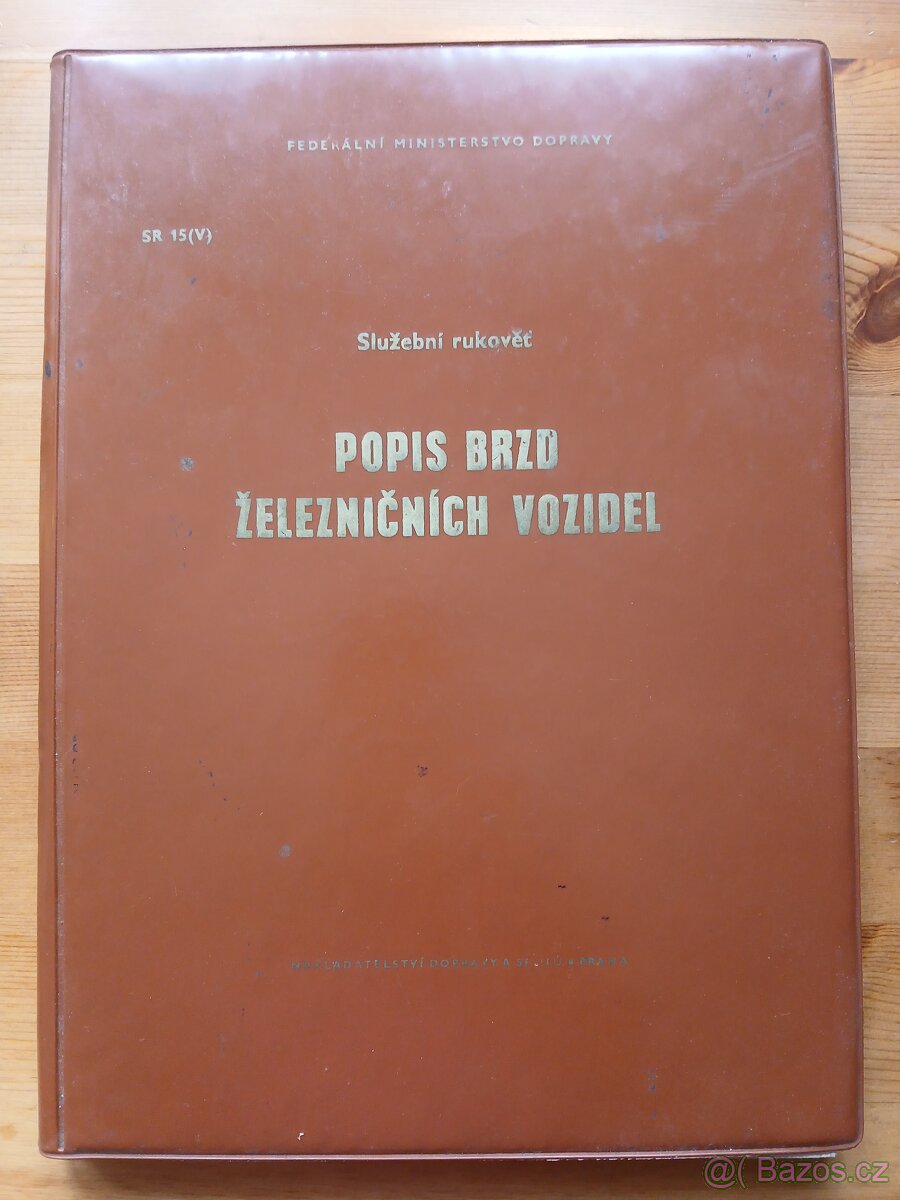 FEDERÁLNÍ MINISTERSTVO DOPRAVY
SR 15(V)
Služební rukověť
POPIS BRZD
ŽELEZNIČNÍCH VOZIDEL
NAKLADATELSTVÍ DOPRAVY A SPOJŮ • PRAHA
@( Bazos.cz